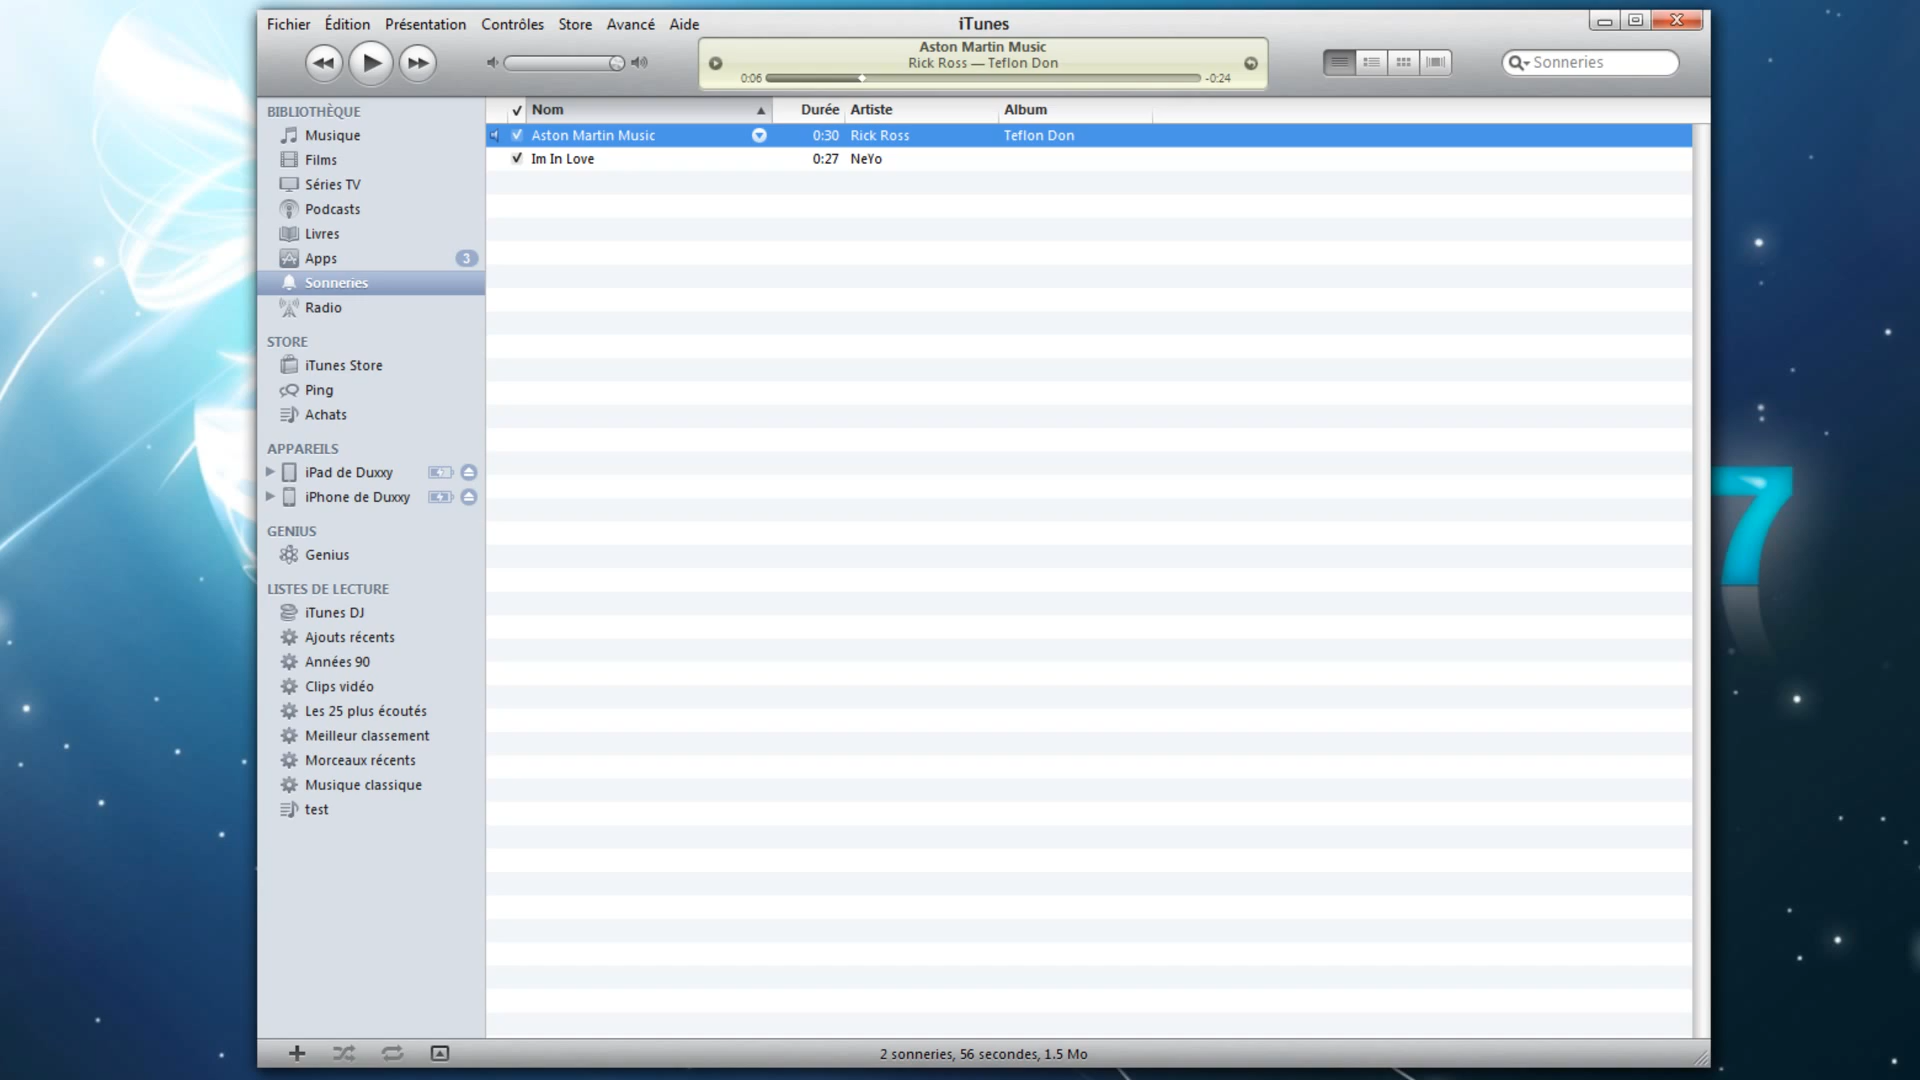 Fichier Édition Présentation Contrôles Store Avancé Aide
iTunes
Aston Martin Music
Rick Ross — Teflon Don
0:06 -0:24
Sonneries
BIBLIOTHÈQUE
Musique
Films
Séries TV
Podcasts
Livres
Apps 3
Sonneries
Radio
STORE
iTunes Store
Ping
Achats
APPAREILS
iPad de Duxxy
iPhone de Duxxy
GENIUS
Genius
LISTES DE LECTURE
iTunes DJ
Ajouts récents
Années 90
Clips vidéo
Les 25 plus écoutés
Meilleur classement
Morceaux récents
Musique classique
test
Nom Durée Artiste Album
Aston Martin Music 0:30 Rick Ross Teflon Don
Im In Love 0:27 NeYo
2 sonneries, 56 secondes, 1.5 Mo
7